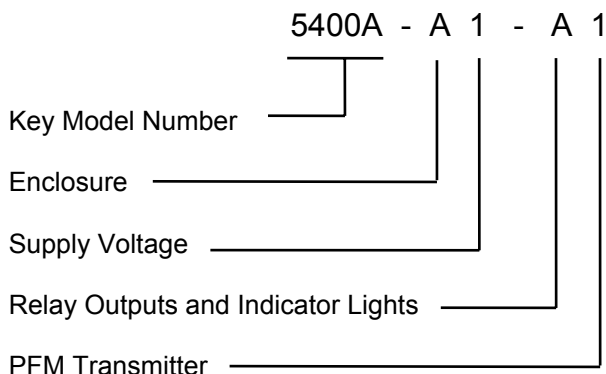 5400A - A 1 - A 1
Key Model Number
Enclosure
Supply Voltage
Relay Outputs and Indicator Lights
PFM Transmitter